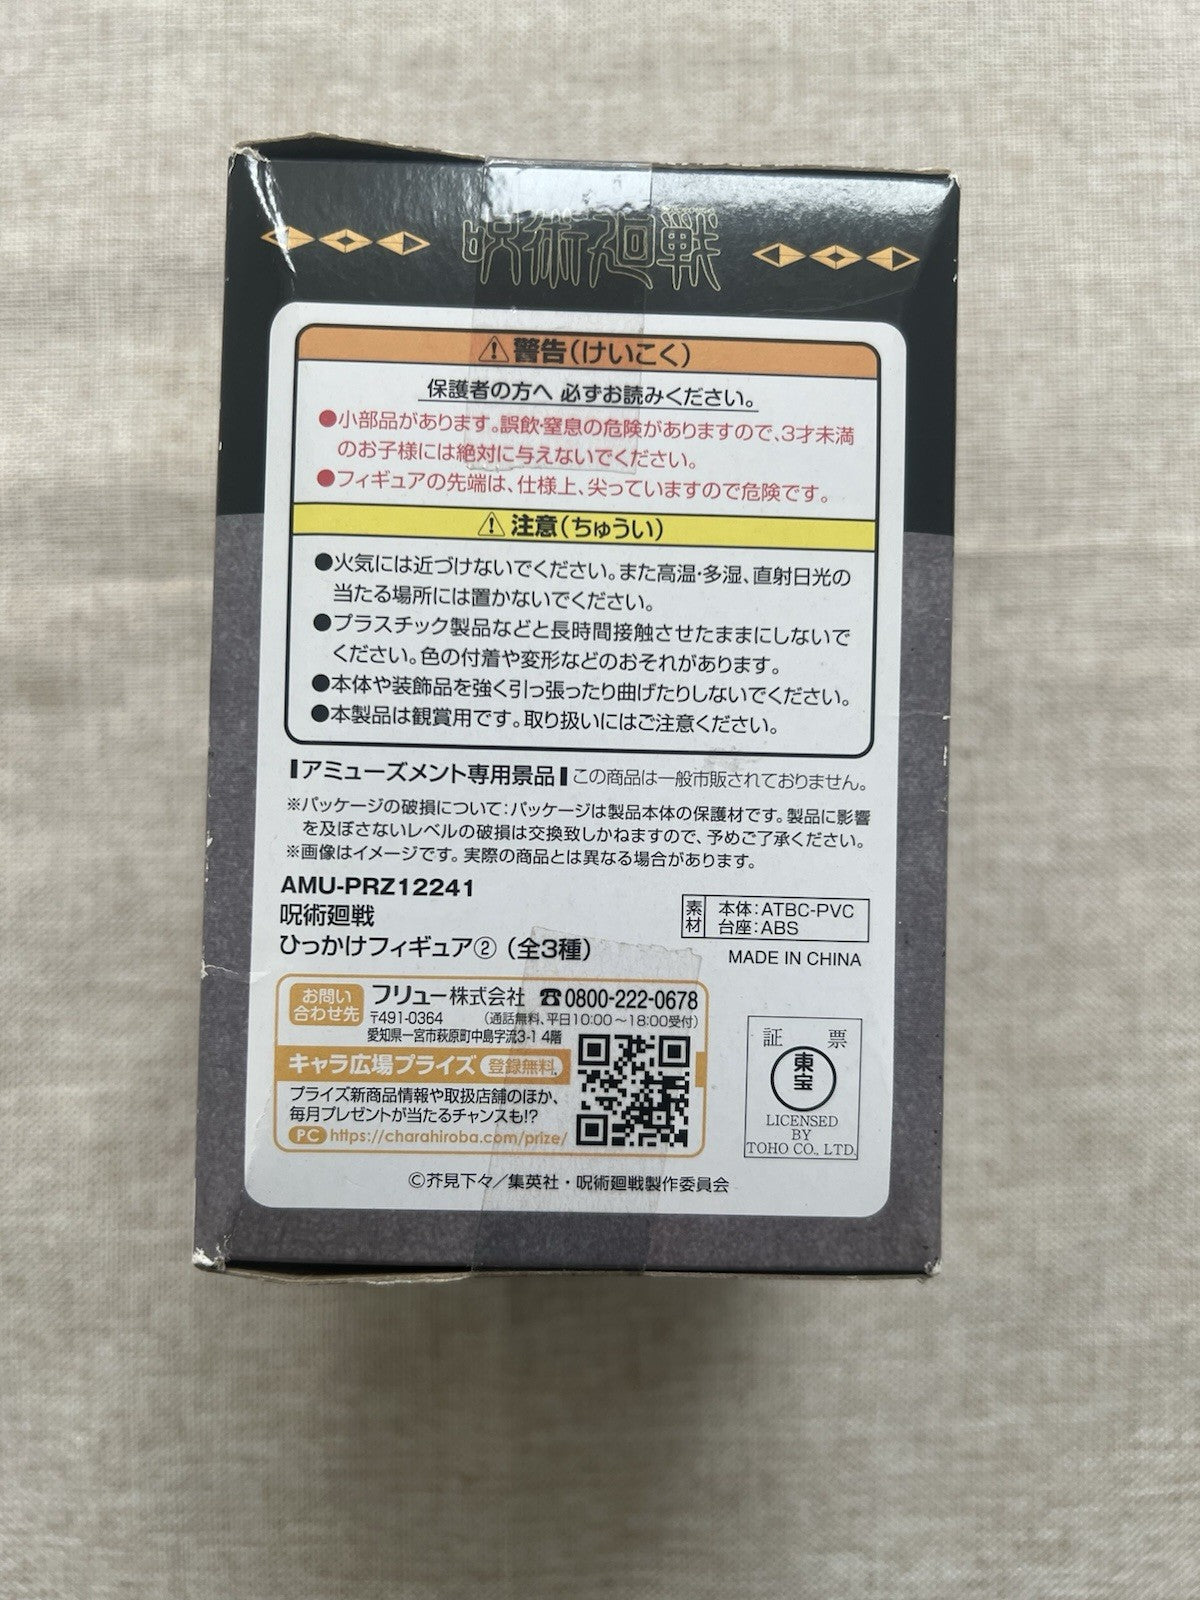 呪術廻戦
警告(けいこく)
保護者の方へ 必ずお読みください。
●小部品があります。誤飲・窒息の危険がありますので、3才未満
のお子様には絶対に与えないでください。
●フィギュアの先端は、仕様上、尖っていますので危険です。
注意(ちゅうい)
●火気には近づけないでください。また高温・多湿、直射日光の
当たる場所には置かないでください。
●プラスチック製品などと長時間接触させたままにしないで
ください。色の付着や変形などのおそれがあります。
●本体や装飾品を強く引っ張ったり曲げたりしないでください。
●本製品は観賞用です。取り扱いにはご注意ください。
アミューズメント専用景品 この商品は一般市販されておりません。
※パッケージの破損について:パッケージは製品本体の保護材です。製品に影響
を及ぼさないレベルの破損は交換致しかねますので、予めご了承ください。
※画像はイメージです。実際の商品とは異なる場合があります。
AMU-PRZ12241
呪術廻戦
ひっかけフィギュア②(全3種)
素材
本体:ATBC-PVC
台座:ABS
MADE IN CHINA
お問い
合わせ先
フリュー株式会社 ☎0800-222-0678
〒491-0364 (通話無料、平日10:00〜18:00受付)
愛知県一宮市萩原町中島字流3-1 4階
キャラ広場プライズ 登録無料
プライズ新商品情報や取扱店舗のほか、
毎月プレゼントが当たるチャンスも!?
PC https://charahiroba.com/prize/
証 票
東宝
LICENSED
BY
TOHO CO., LTD.
©芥見下々/集英社・呪術廻戦製作委員会